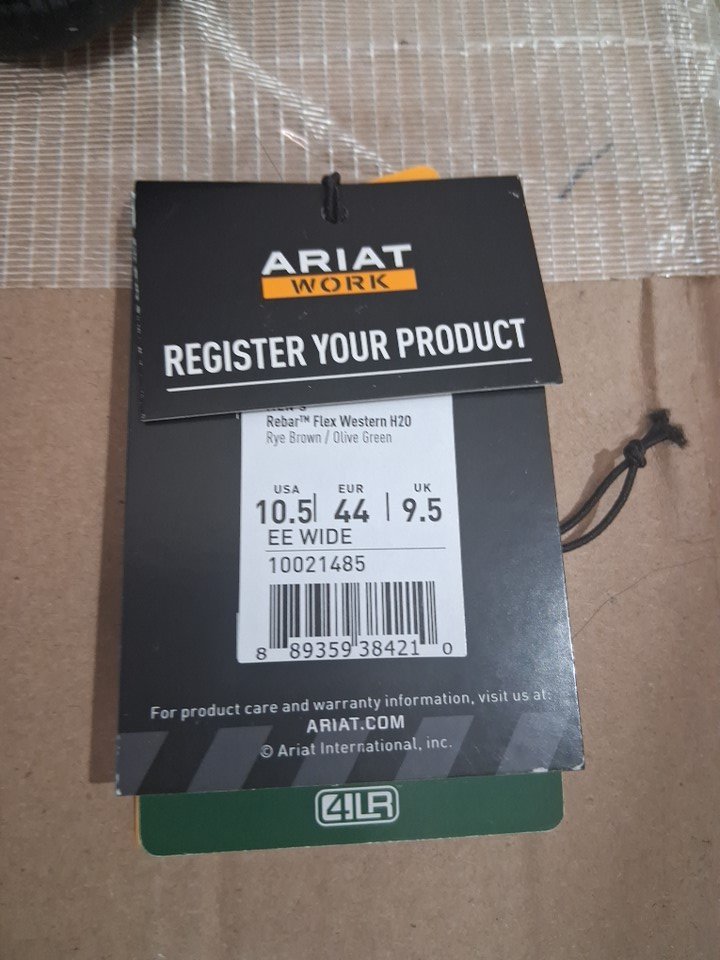 ARIAT
WORK
REGISTER YOUR PRODUCT
Rebar™ Flex Western H20
Rye Brown / Olive Green
USA EUR UK
10.5| 44 | 9.5
EE WIDE
10021485
8 89359 38421 0
For product care and warranty information, visit us at:
ARIAT.COM
© Ariat International, inc.
4LR